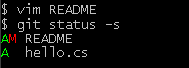 $ vim README
$ git status -s
AM README
A  hello.cs